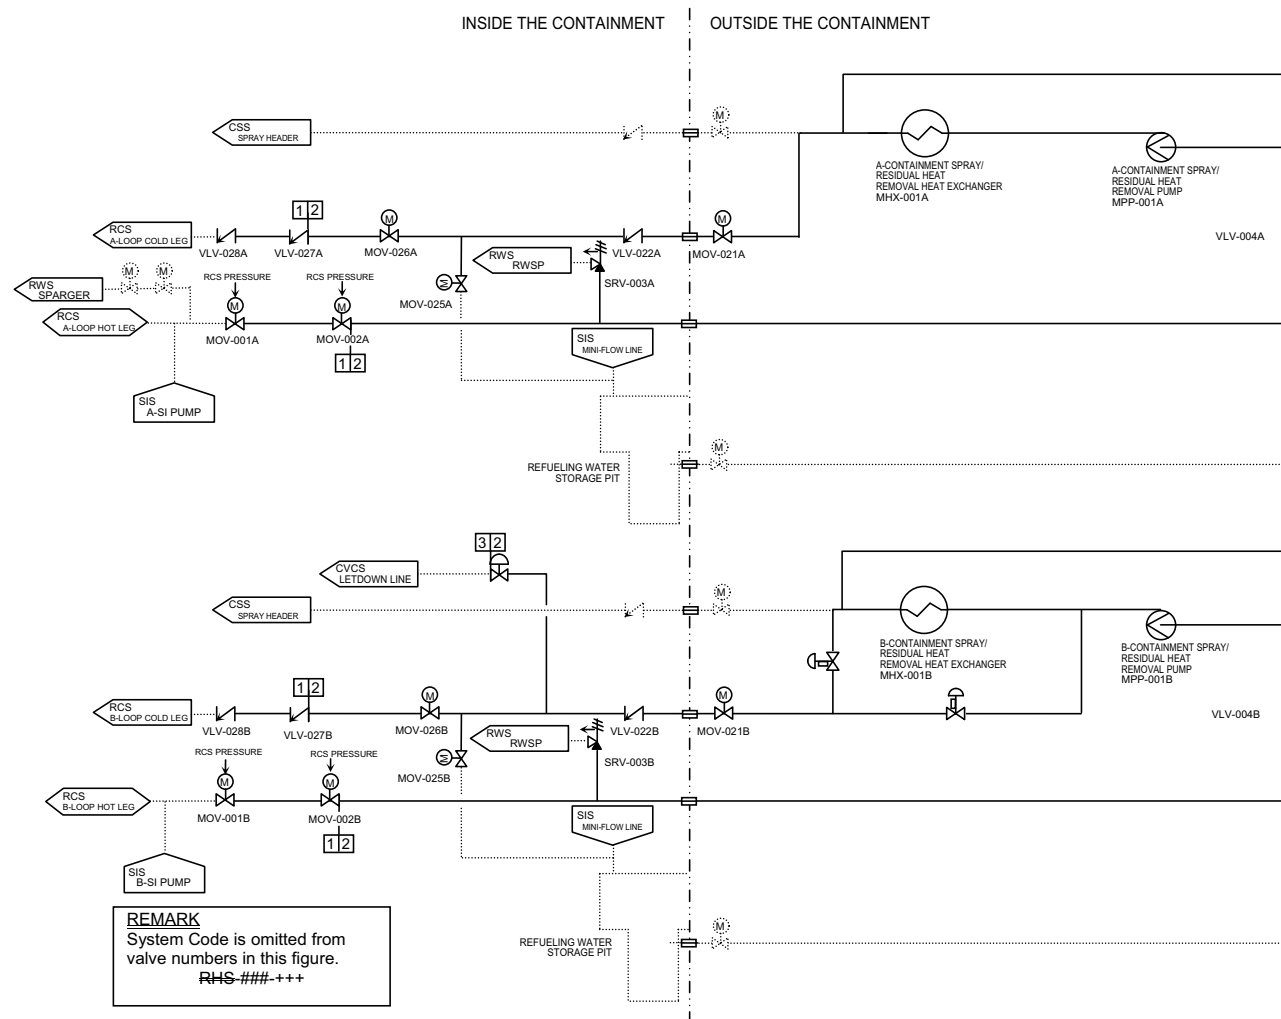 INSIDE THE CONTAINMENT
OUTSIDE THE CONTAINMENT
M
CSS
SPRAY HEADER
A-CONTAINMENT SPRAY/
RESIDUAL HEAT
REMOVAL HEAT EXCHANGER
MHX-001A
A-CONTAINMENT SPRAY/
RESIDUAL HEAT
REMOVAL PUMP
MPP-001A
1 2
M
M
RCS
A-LOOP COLD LEG
VLV-028A
VLV-027A
MOV-026A
RWS
RWSP
VLV-022A
MOV-021A
VLV-004A
M
M
RCS PRESSURE
RCS PRESSURE
M
SRV-003A
RWS
SPARGER
MOV-025A
M
M
RCS
A-LOOP HOT LEG
MOV-001A
MOV-002A
SIS
MINI-FLOW LINE
1 2
SIS
A-SI PUMP
M
REFUELING WATER
STORAGE PIT
3 2
CVCS
LETDOWN LINE
M
CSS
SPRAY HEADER
B-CONTAINMENT SPRAY/
RESIDUAL HEAT
REMOVAL HEAT EXCHANGER
MHX-001B
B-CONTAINMENT SPRAY/
RESIDUAL HEAT
REMOVAL PUMP
MPP-001B
1 2
M
M
RCS
B-LOOP COLD LEG
VLV-028B
VLV-027B
MOV-026B
RWS
RWSP
VLV-022B
MOV-021B
VLV-004B
RCS PRESSURE
RCS PRESSURE
M
SRV-003B
MOV-025B
M
M
RCS
B-LOOP HOT LEG
MOV-001B
MOV-002B
SIS
MINI-FLOW LINE
1 2
SIS
B-SI PUMP
M
REFUELING WATER
STORAGE PIT
REMARK
System Code is omitted from
valve numbers in this figure.
RHS-###-+++